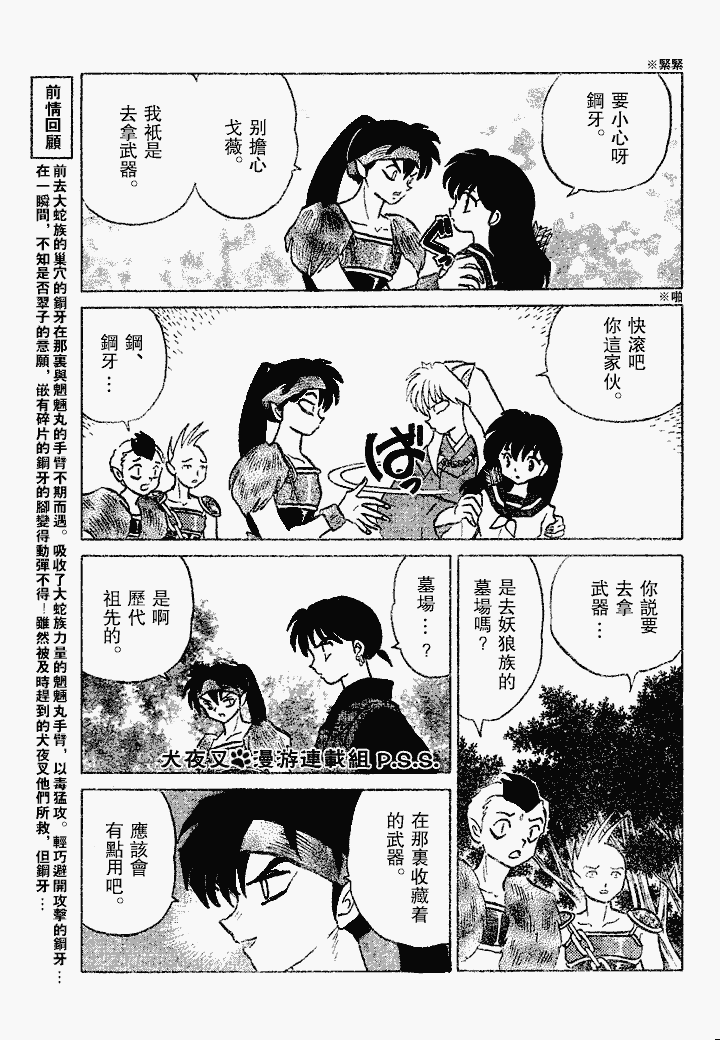 ※緊緊
要小心呀
鋼牙。
别擔心
戈薇。
我衹是
去拿武器。
※啪
快滚吧
你這家伙。
鋼、
鋼牙…
ばっ
你説要
去拿
武器…
是去妖狼族的
墓場嗎?
墓場…?
是啊
歷代
祖先的。
犬夜叉漫游連載組 P.S.S.
在那裏收藏着
的武器。
應該會
有點用吧。
前情回顧
前去大蛇族的巢穴的鋼牙在那裏與魍魎丸的手臂不期而遇。吸收了大蛇族力量的魍魎丸手臂,以毒猛攻。輕巧避開攻擊的鋼牙…
在一瞬間,不知是否翠子的意願,嵌有碎片的鋼牙的脚變得動彈不得!雖然被及時趕到的犬夜叉他們所救,但鋼牙…